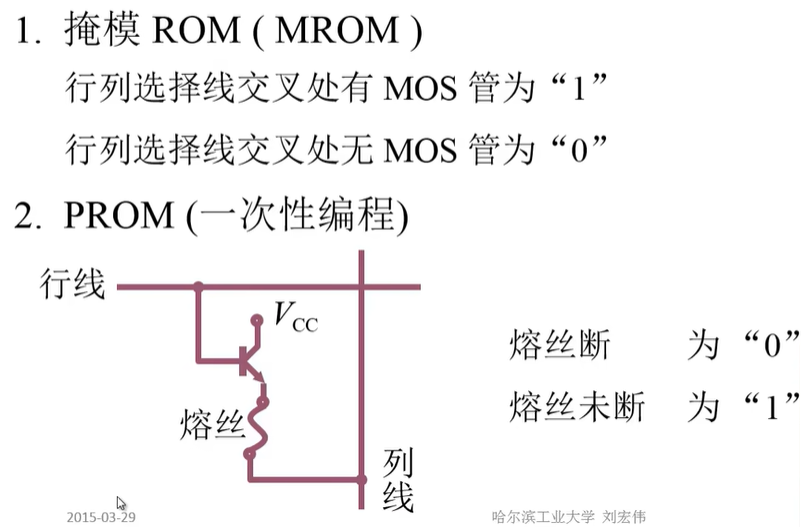 1. 掩模 ROM ( MROM )
行列选择线交叉处有 MOS 管为“1”
行列选择线交叉处无 MOS 管为“0”
2. PROM (一次性编程)
行线
VCC
熔丝
列线
熔丝断 为“0”
熔丝未断 为“1”
2015-03-29
哈尔滨工业大学 刘宏伟